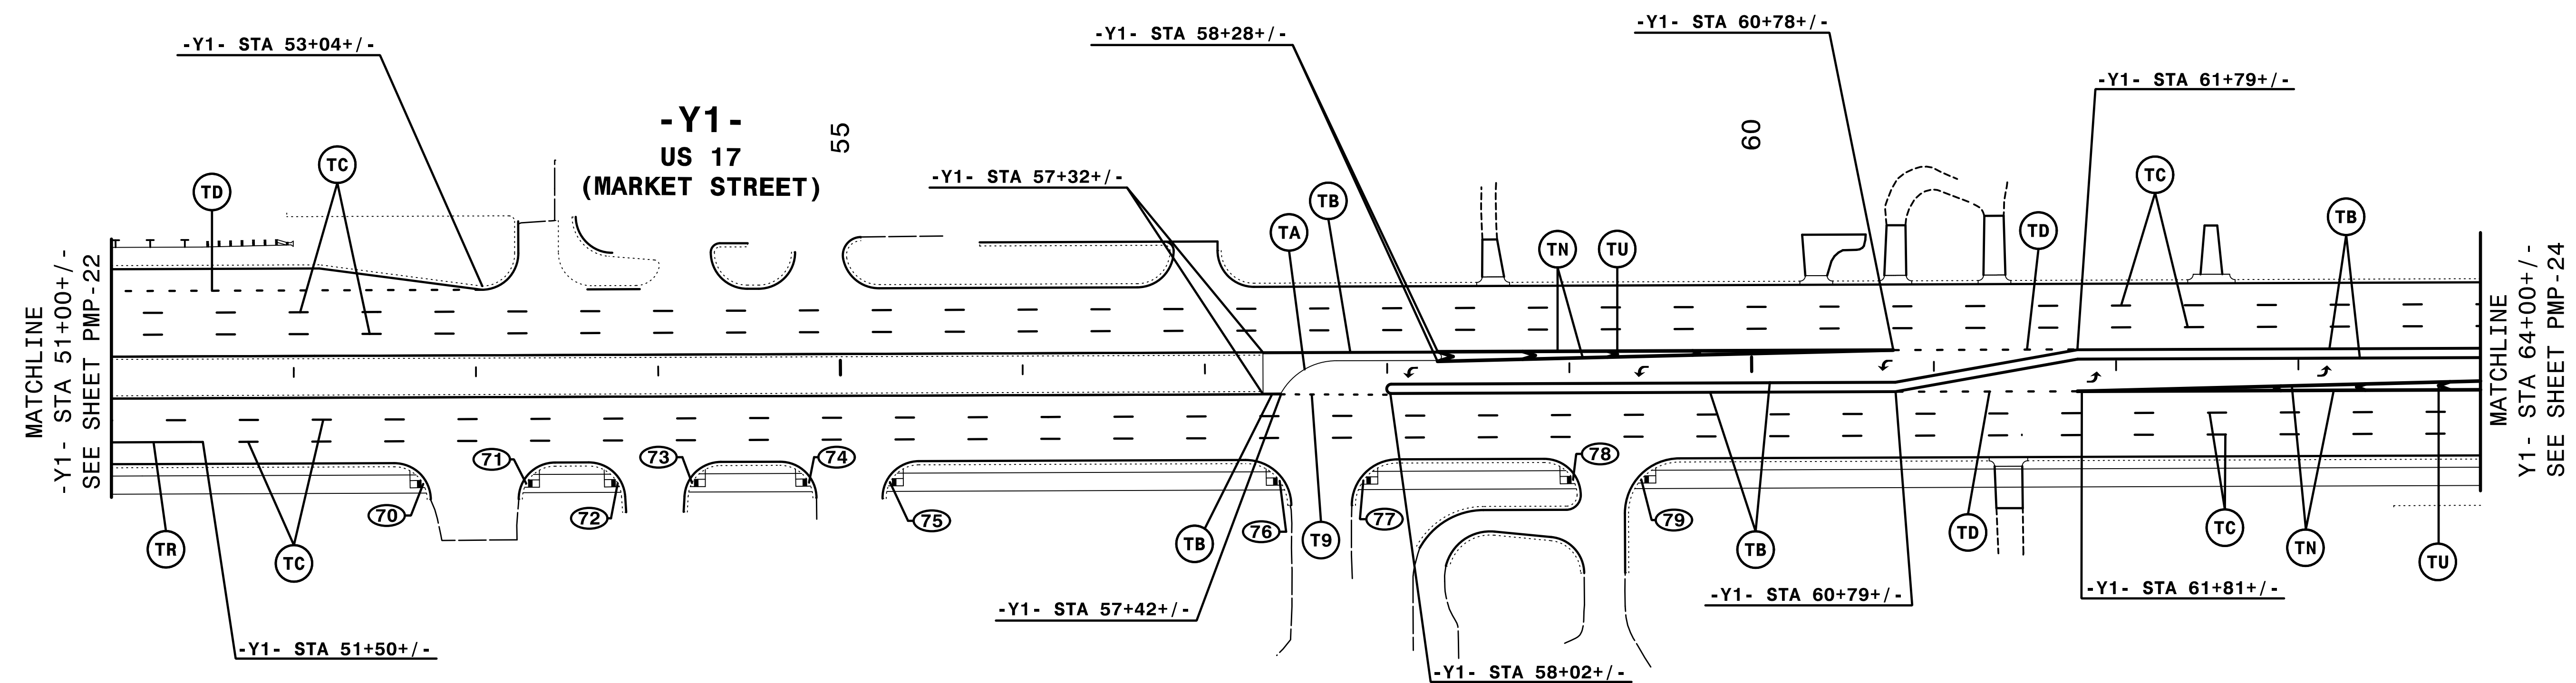 -Y1- STA 60+78+/-
-Y1- STA 58+28+/-
-Y1- STA 53+04+/-
-Y1- STA 61+79+/-
-Y1-
US 17
(MARKET STREET)
55
60
-Y1- STA 57+32+/-
TC
TD
TB
TA
TN
TU
TD
TC
TB
MATCHLINE
-Y1- STA 51+00+/-
SEE SHEET PMP-22
MATCHLINE
Y1- STA 64+00+/-
SEE SHEET PMP-24
70
71
72
73
74
75
76
77
78
79
TR
TC
TB
T9
TB
TD
TC
TN
TU
-Y1- STA 57+42+/-
-Y1- STA 60+79+/-
-Y1- STA 61+81+/-
-Y1- STA 51+50+/-
-Y1- STA 58+02+/-